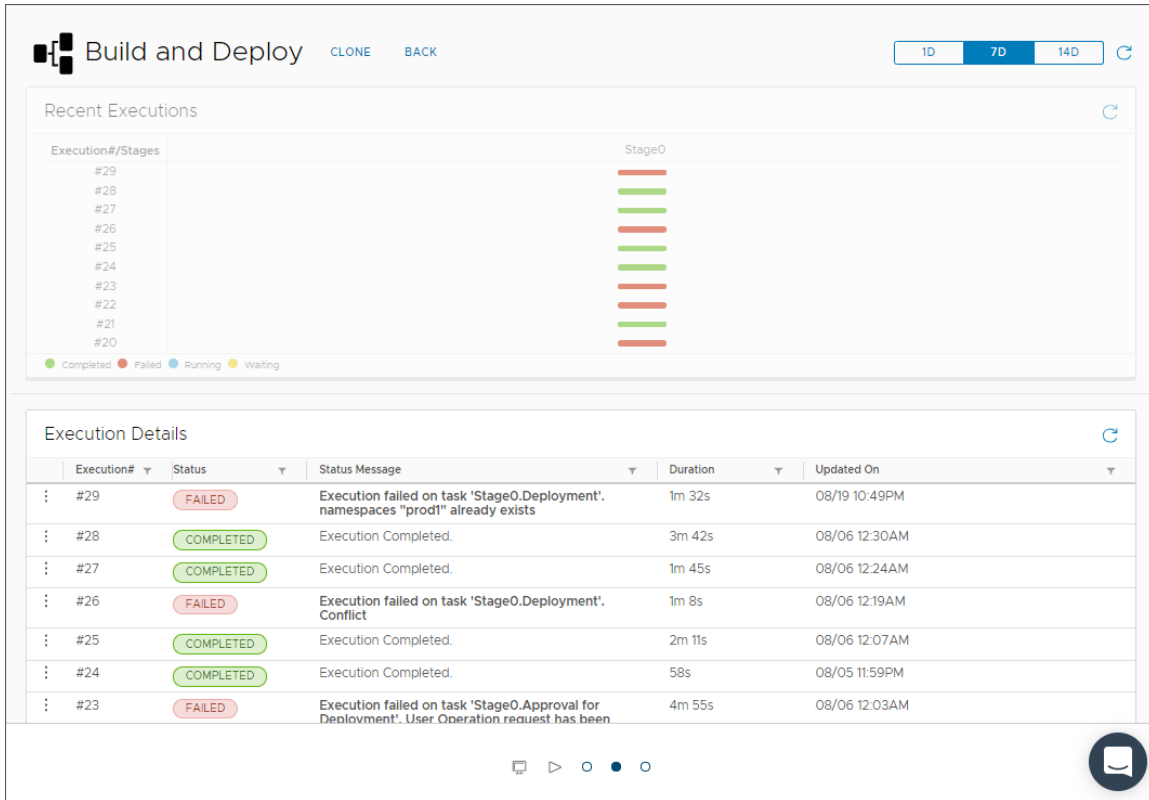 Build and Deploy CLONE BACK 1D 7D 14D
Recent Executions
Execution#/Stages Stage0
#29
#28
#27
#26
#25
#24
#23
#22
#21
#20
Completed Failed Running Waiting
Execution Details
Execution# Status Status Message Duration Updated On
#29 FAILED Execution failed on task 'Stage0.Deployment'. 1m 32s 08/19 10:49PM
namespaces "prod1" already exists
#28 COMPLETED Execution Completed. 3m 42s 08/06 12:30AM
#27 COMPLETED Execution Completed. 1m 45s 08/06 12:24AM
#26 FAILED Execution failed on task 'Stage0.Deployment'. 1m 8s 08/06 12:19AM
Conflict
#25 COMPLETED Execution Completed. 2m 11s 08/06 12:07AM
#24 COMPLETED Execution Completed. 58s 08/05 11:59PM
#23 FAILED Execution failed on task 'Stage0.Approval for 4m 55s 08/06 12:03AM
Deployment'. User Operation request has been